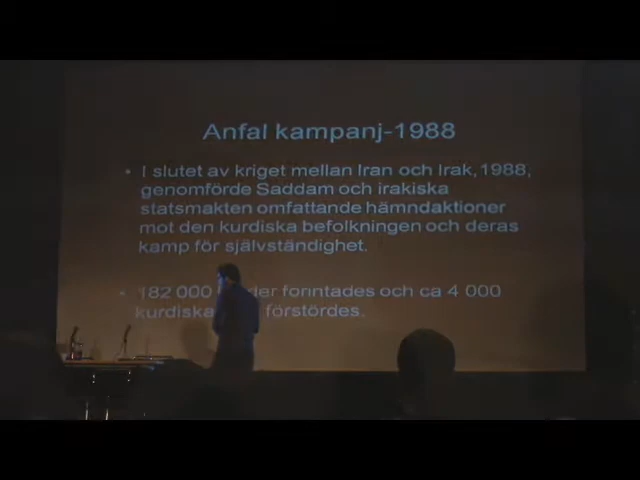 Anfal kampanj-1988
• I slutet av kriget mellan Iran och Irak, 1988,
genomförde Saddam och irakiska
statsmakten omfattande hämndaktioner
mot den kurdiska befolkningen och deras
kamp för självständighet.
• 182 000 der förintades och ca 4 000
kurdiska förstördes.